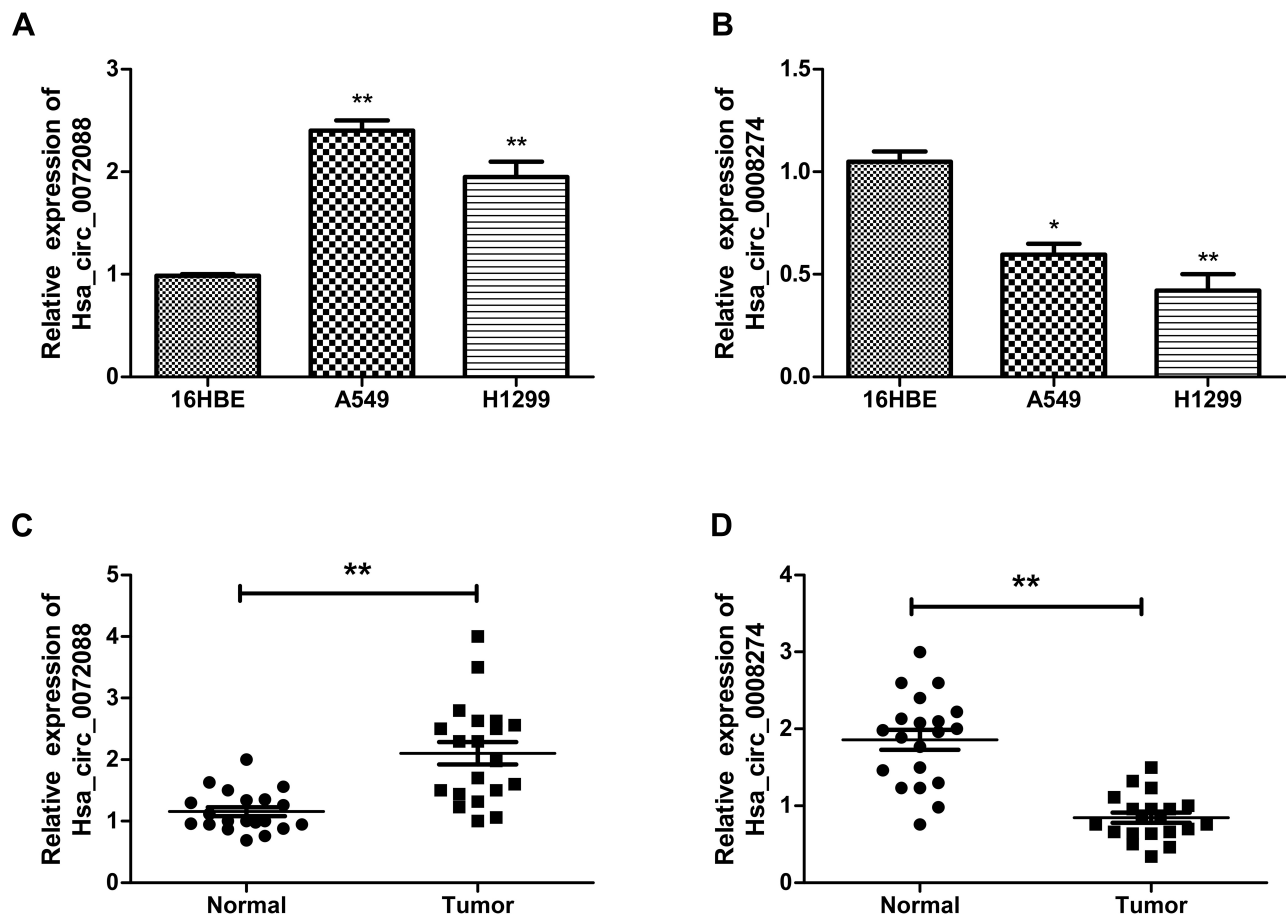 A
Relative expression of
Hsa_circ_0072088
3
2
1
0
**
**
16HBE
A549
H1299
B
Relative expression of
Hsa_circ_0008274
1.5
1.0
0.5
0.0
*
**
16HBE
A549
H1299
C
Relative expression of
Hsa_circ_0072088
5
4
3
2
1
0
**
Normal
Tumor
D
Relative expression of
Hsa_circ_0008274
4
3
2
1
0
**
Normal
Tumor